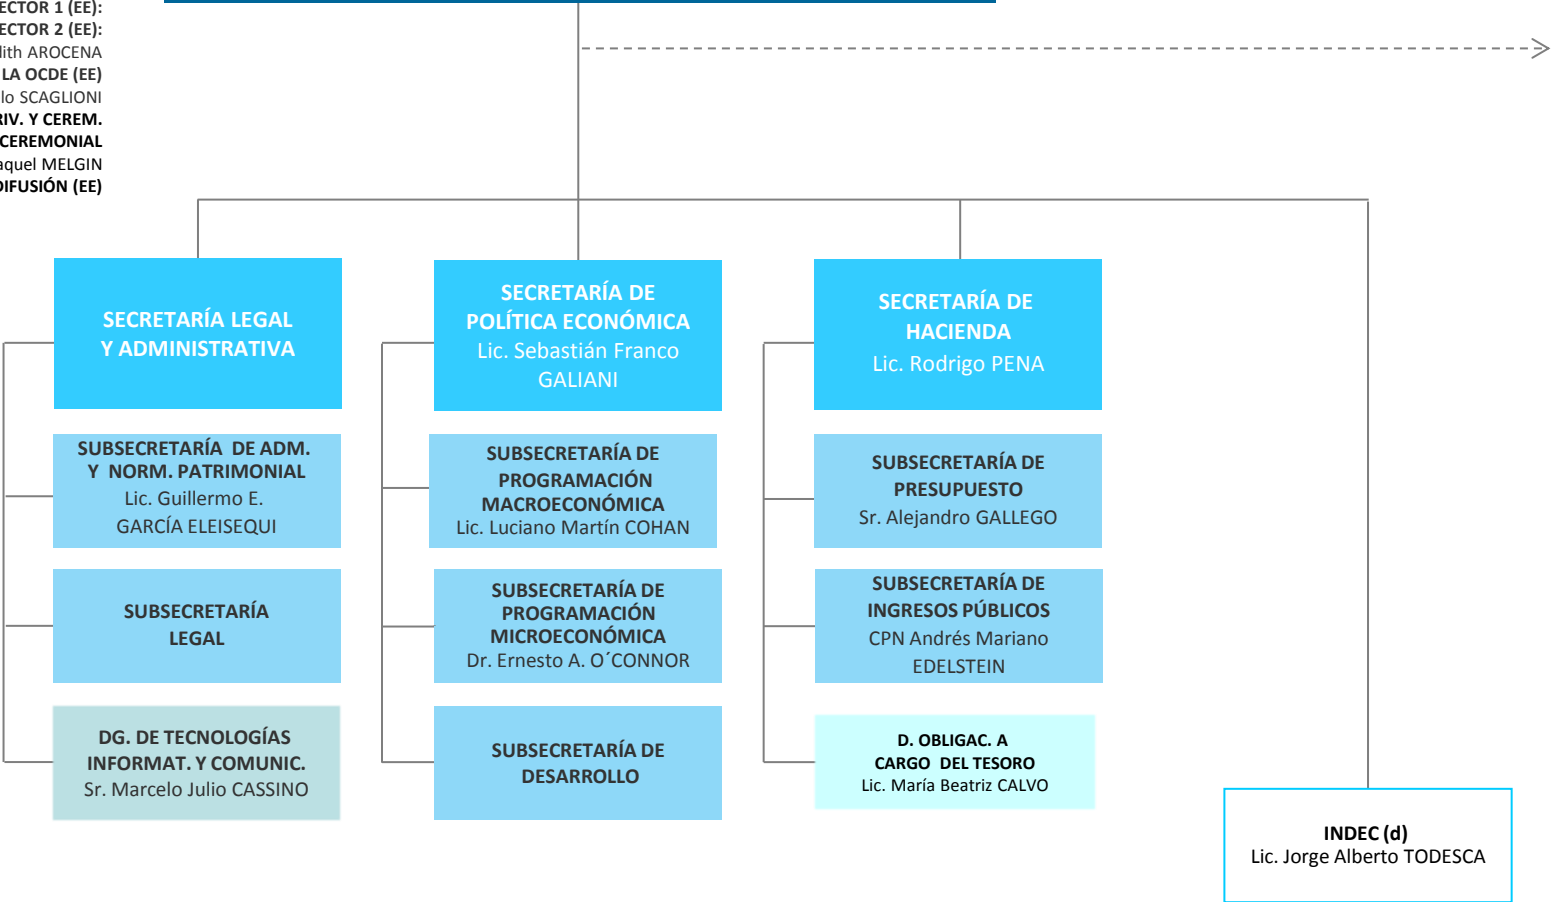 ECTOR 1 (EE):
ECTOR 2 (EE):
lith AROCENA
LA OCDE (EE)
lo SCAGLIONI
RIV. Y CEREM.
CEREMONIAL
aquel MELGIN
DIFUSIÓN (EE)
SECRETARÍA LEGAL
Y ADMINISTRATIVA
SUBSECRETARÍA DE ADM.
Y NORM. PATRIMONIAL
Lic. Guillermo E.
GARCÍA ELEISEQUI
SUBSECRETARÍA
LEGAL
DG. DE TECNOLOGÍAS
INFORMAT. Y COMUNIC.
Sr. Marcelo Julio CASSINO
SECRETARÍA DE
POLÍTICA ECONÓMICA
Lic. Sebastián Franco
GALIANI
SUBSECRETARÍA DE
PROGRAMACIÓN
MACROECONÓMICA
Lic. Luciano Martín COHAN
SUBSECRETARÍA DE
PROGRAMACIÓN
MICROECONÓMICA
Dr. Ernesto A. O´CONNOR
SUBSECRETARÍA DE
DESARROLLO
SECRETARÍA DE
HACIENDA
Lic. Rodrigo PENA
SUBSECRETARÍA DE
PRESUPUESTO
Sr. Alejandro GALLEGO
SUBSECRETARÍA DE
INGRESOS PÚBLICOS
CPN Andrés Mariano
EDELSTEIN
D. OBLIGAC. A
CARGO DEL TESORO
Lic. María Beatriz CALVO
INDEC (d)
Lic. Jorge Alberto TODESCA